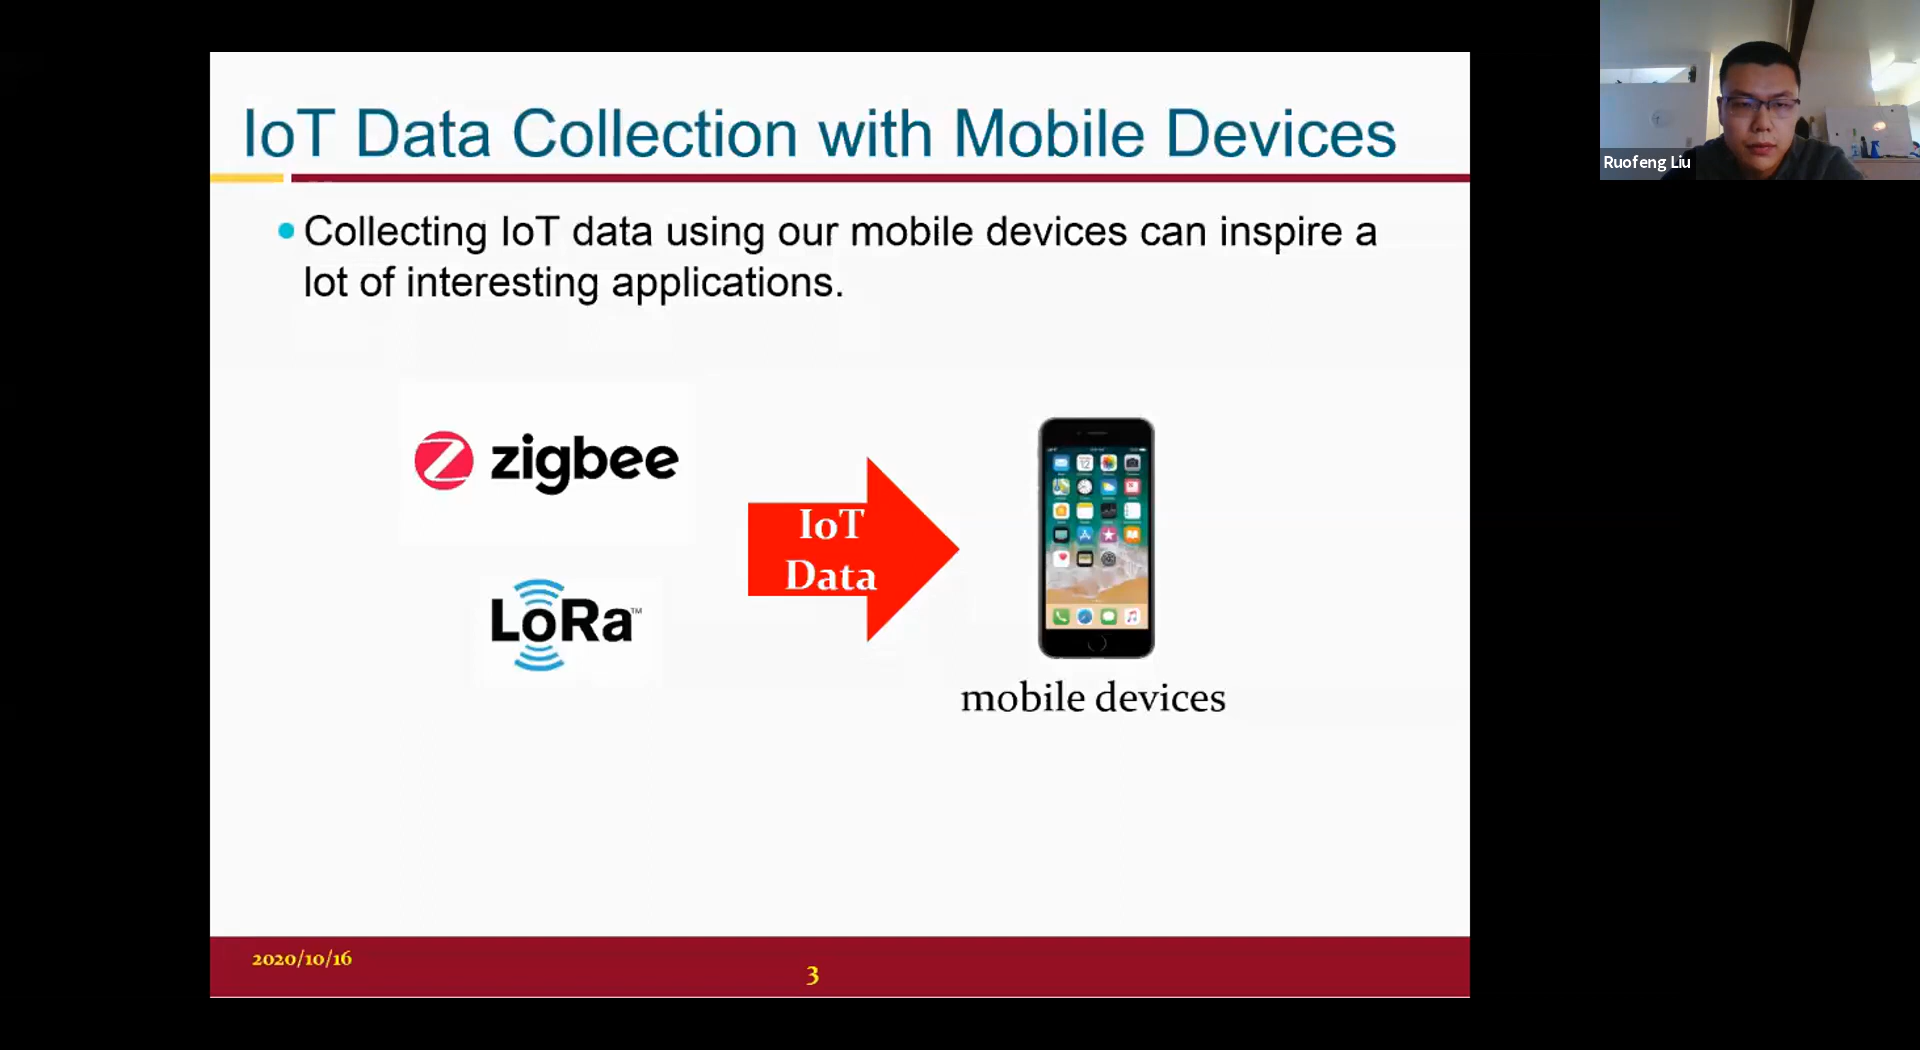 IoT Data Collection with Mobile Devices
Collecting IoT data using our mobile devices can inspire a
lot of interesting applications.
zigbee
LoRa™
IoT
Data
mobile devices
2020/10/16
3
Ruofeng Liu